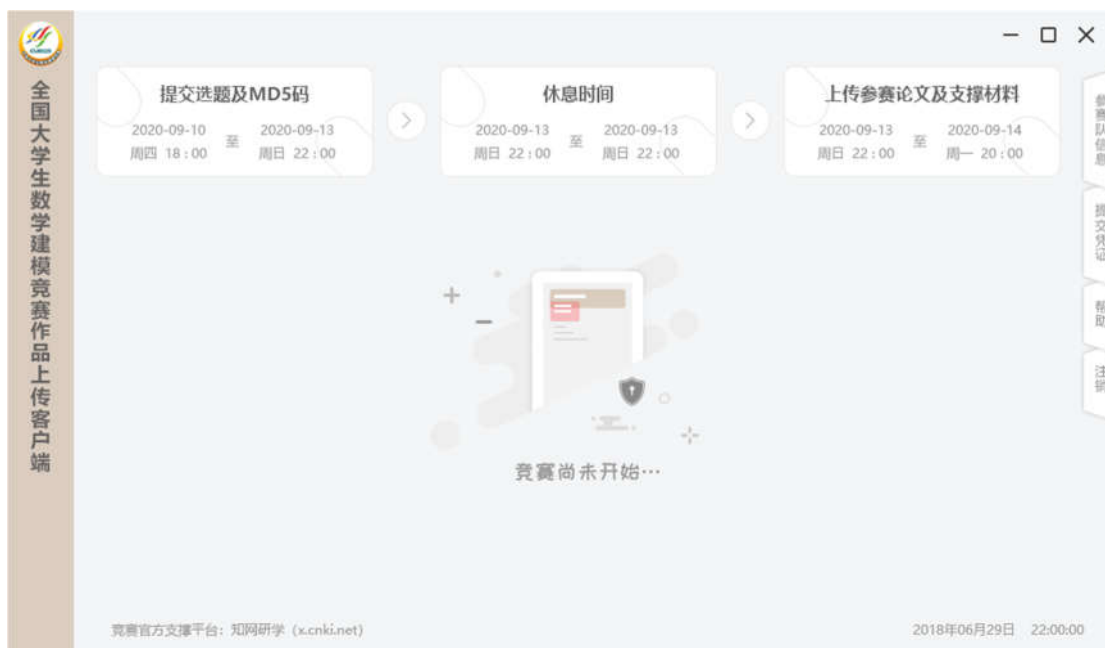 全国大学生数学建模竞赛作品上传客户端
提交选题及MD5码
2020-09-10 至 2020-09-13
周四 18:00 周日 22:00
休息时间
2020-09-13 至 2020-09-13
周日 22:00 周日 22:00
上传参赛论文及支撑材料
2020-09-13 至 2020-09-14
周日 22:00 周一 20:00
参赛队信息
提交凭证
帮助
注销
竞赛尚未开始…
竞赛官方支撑平台：知网研学（x.cnki.net）
2018年06月29日 22:00:00